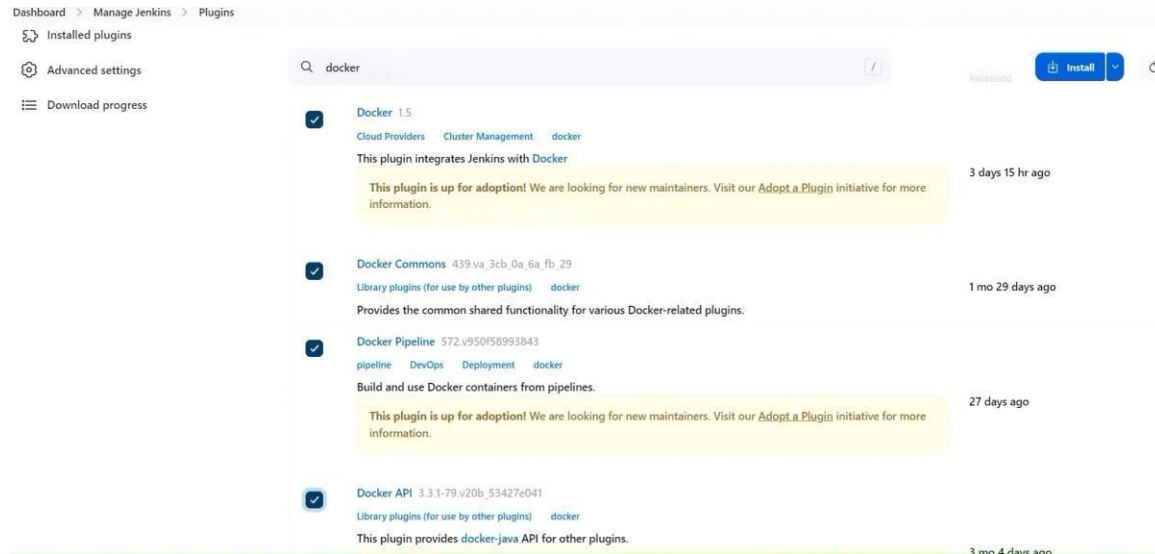 Dashboard > Manage Jenkins > Plugins
Installed plugins
Advanced settings
Download progress
docker
/
Install
Released
Docker 1.5
Cloud Providers Cluster Management docker
This plugin integrates Jenkins with Docker
This plugin is up for adoption! We are looking for new maintainers. Visit our Adopt a Plugin initiative for more
information.
3 days 15 hr ago
Docker Commons 439.va_3cb_0a_6a_fb_29
Library plugins (for use by other plugins) docker
Provides the common shared functionality for various Docker-related plugins.
1 mo 29 days ago
Docker Pipeline 572.v950f58993843
pipeline DevOps Deployment docker
Build and use Docker containers from pipelines.
This plugin is up for adoption! We are looking for new maintainers. Visit our Adopt a Plugin initiative for more
information.
27 days ago
Docker API 3.3.1-79.v20b_53427e041
Library plugins (for use by other plugins) docker
This plugin provides docker-java API for other plugins.
3 mo 4 days ago